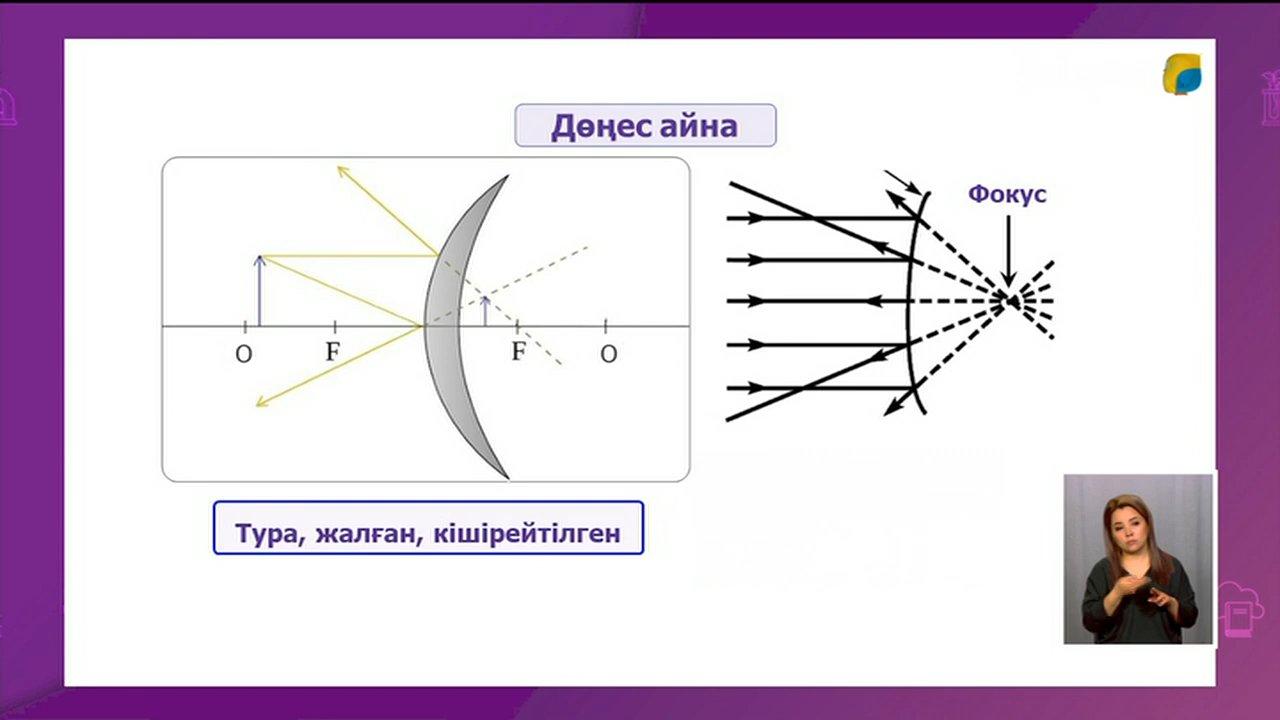 Дөңес айна
Фокус
O F F O
Тура, жалған, кішірейтілген